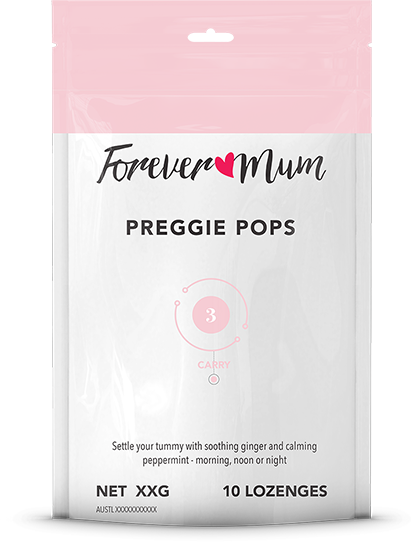 Forever Mum
PREGGIE POPS
3
CARRY
Settle your tummy with soothing ginger and calming
peppermint - morning, noon or night
NET XXG 10 LOZENGES
AUSTL XXXXXXXXXXX